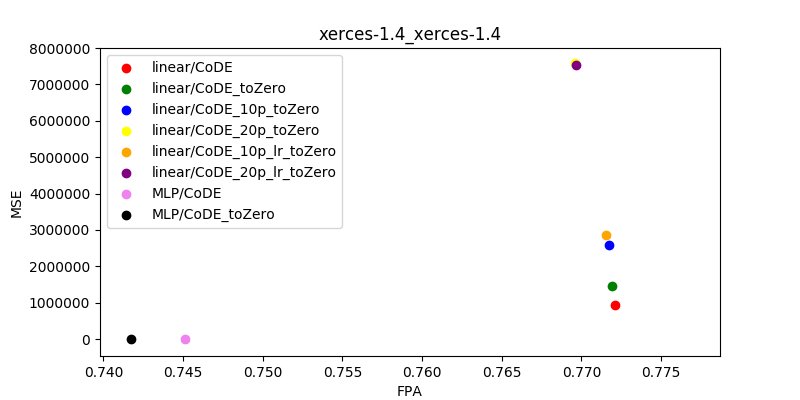 xerces-1.4_xerces-1.4
8000000
7000000
6000000
5000000
4000000
3000000
2000000
1000000
0
MSE
linear/CoDE
linear/CoDE_toZero
linear/CoDE_10p_toZero
linear/CoDE_20p_toZero
linear/CoDE_10p_lr_toZero
linear/CoDE_20p_lr_toZero
MLP/CoDE
MLP/CoDE_toZero
0.740 0.745 0.750 0.755 0.760 0.765 0.770 0.775
FPA